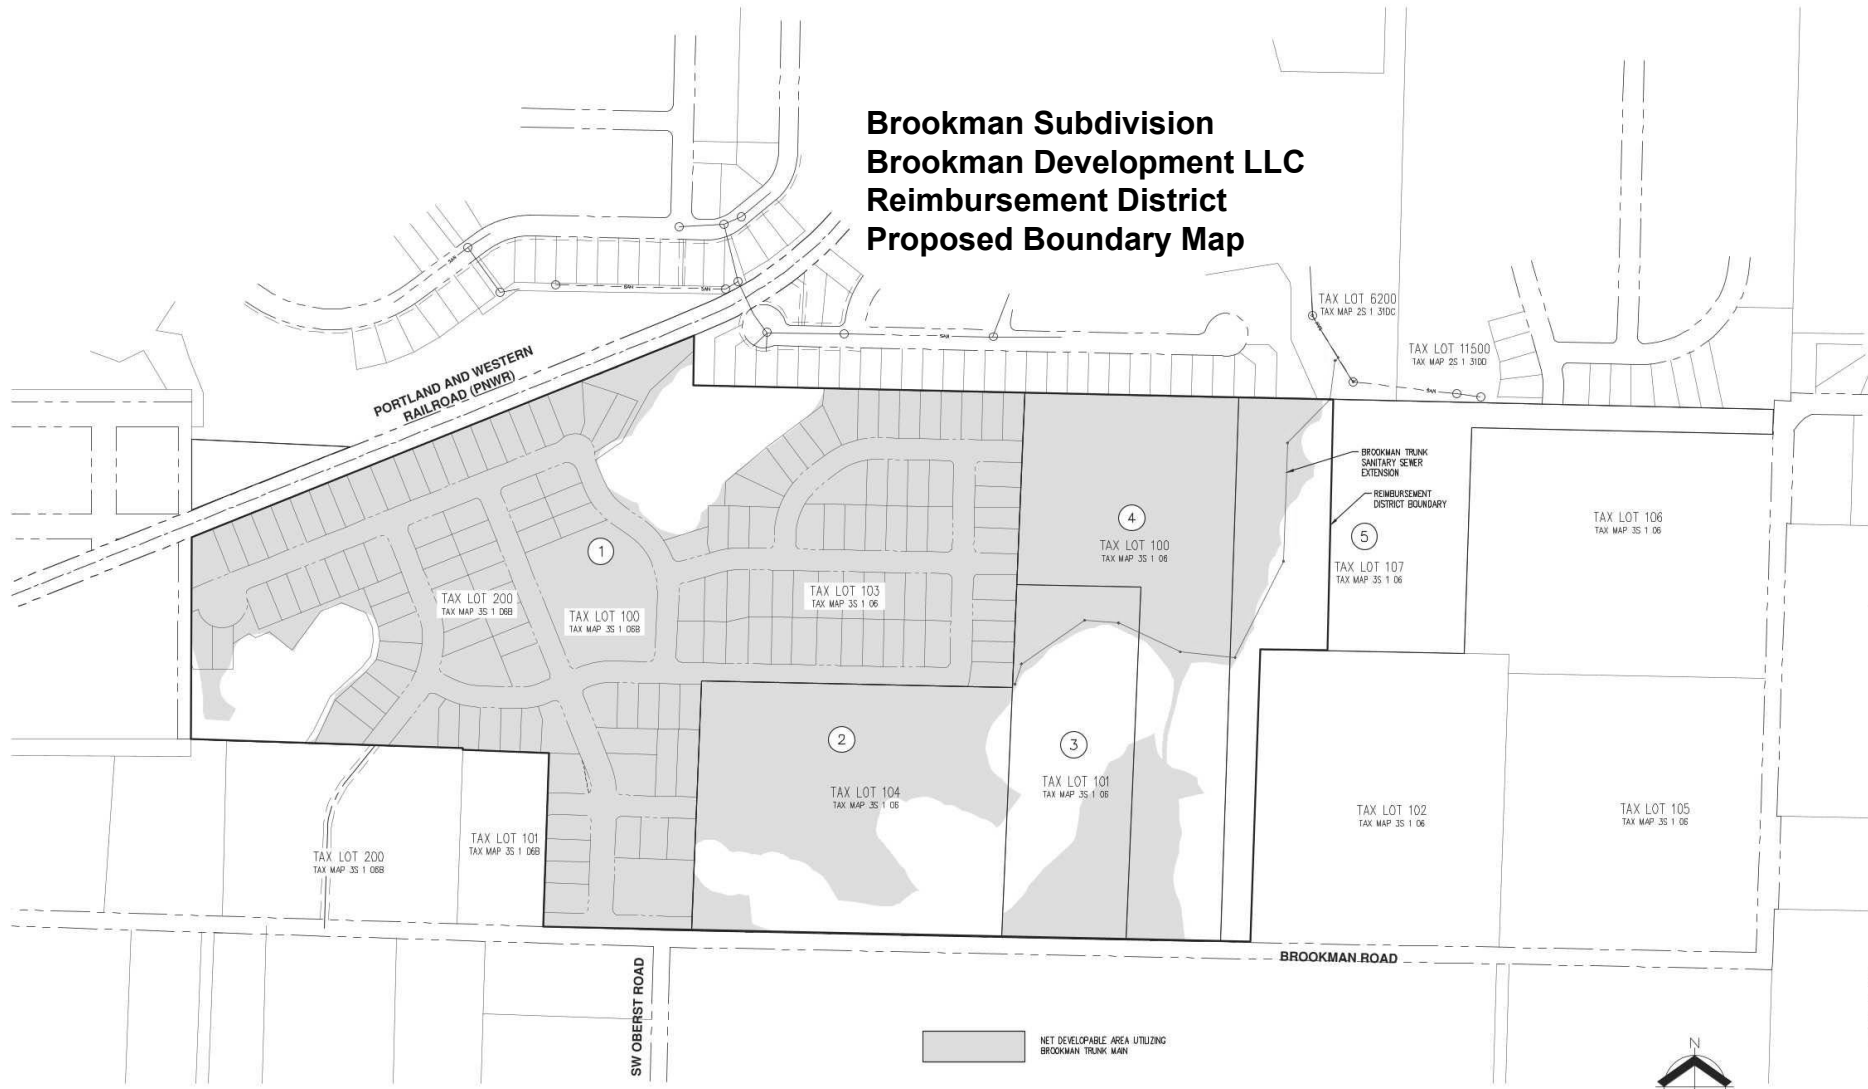 Brookman Subdivision
Brookman Development LLC
Reimbursement District
Proposed Boundary Map
TAX LOT 6200
TAX MAP 2S 1 31DC
TAX LOT 11500
TAX MAP 2S 1 31DD
PORTLAND AND WESTERN
RAILROAD (PNWR)
SAN
SAN
SAN
SAN
SAN
SAN
BROOKMAN TRUNK
SANITARY SEWER
EXTENSION
REIMBURSEMENT
DISTRICT BOUNDARY
1
TAX LOT 200
TAX MAP 3S 1 06B
TAX LOT 100
TAX MAP 3S 1 06B
TAX LOT 103
TAX MAP 3S 1 06
4
TAX LOT 100
TAX MAP 3S 1 06
5
TAX LOT 107
TAX MAP 3S 1 06
TAX LOT 106
TAX MAP 3S 1 06
2
TAX LOT 104
TAX MAP 3S 1 06
3
TAX LOT 101
TAX MAP 3S 1 06
TAX LOT 102
TAX MAP 3S 1 06
TAX LOT 105
TAX MAP 3S 1 06
TAX LOT 200
TAX MAP 3S 1 06B
TAX LOT 101
TAX MAP 3S 1 06B
BROOKMAN ROAD
SW OBERST ROAD
NET DEVELOPABLE AREA UTILIZING
BROOKMAN TRUNK MAIN
N